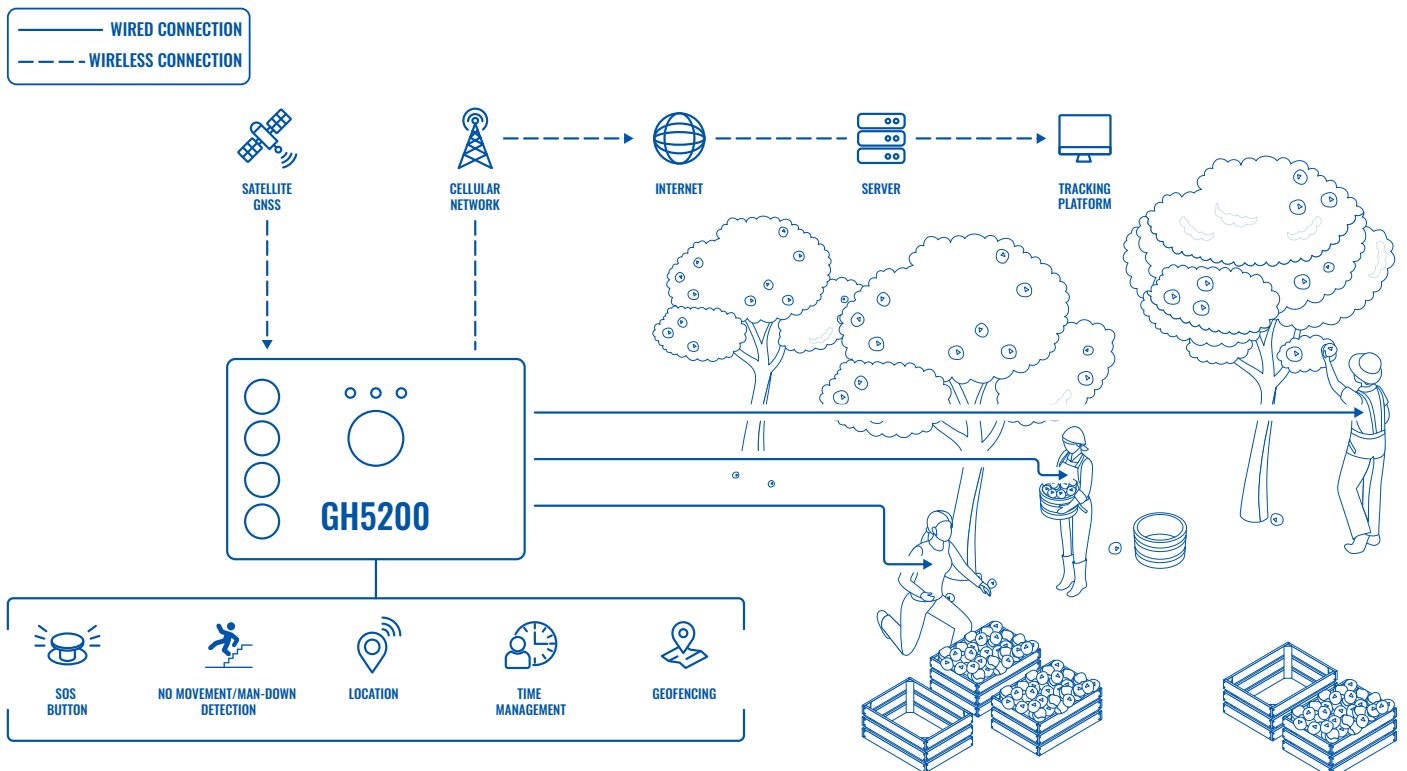 WIRED CONNECTION
WIRELESS CONNECTION
SATELLITE
GNSS
CELLULAR
NETWORK
INTERNET
SERVER
TRACKING
PLATFORM
GH5200
SOS
BUTTON
NO MOVEMENT/MAN-DOWN
DETECTION
LOCATION
TIME
MANAGEMENT
GEOFENCING